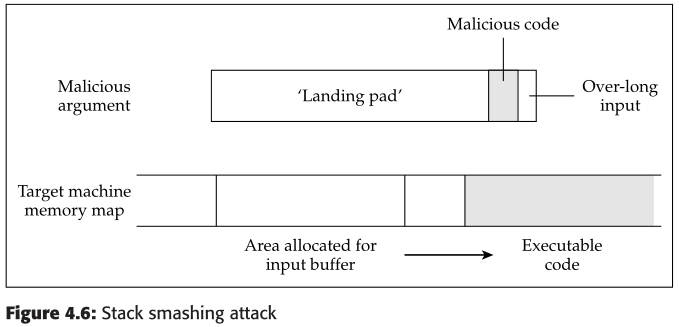 Malicious code
Malicious
argument
'Landing pad'
Over-long
input
Target machine
memory map
Area allocated for
input buffer
Executable
code
Figure 4.6: Stack smashing attack